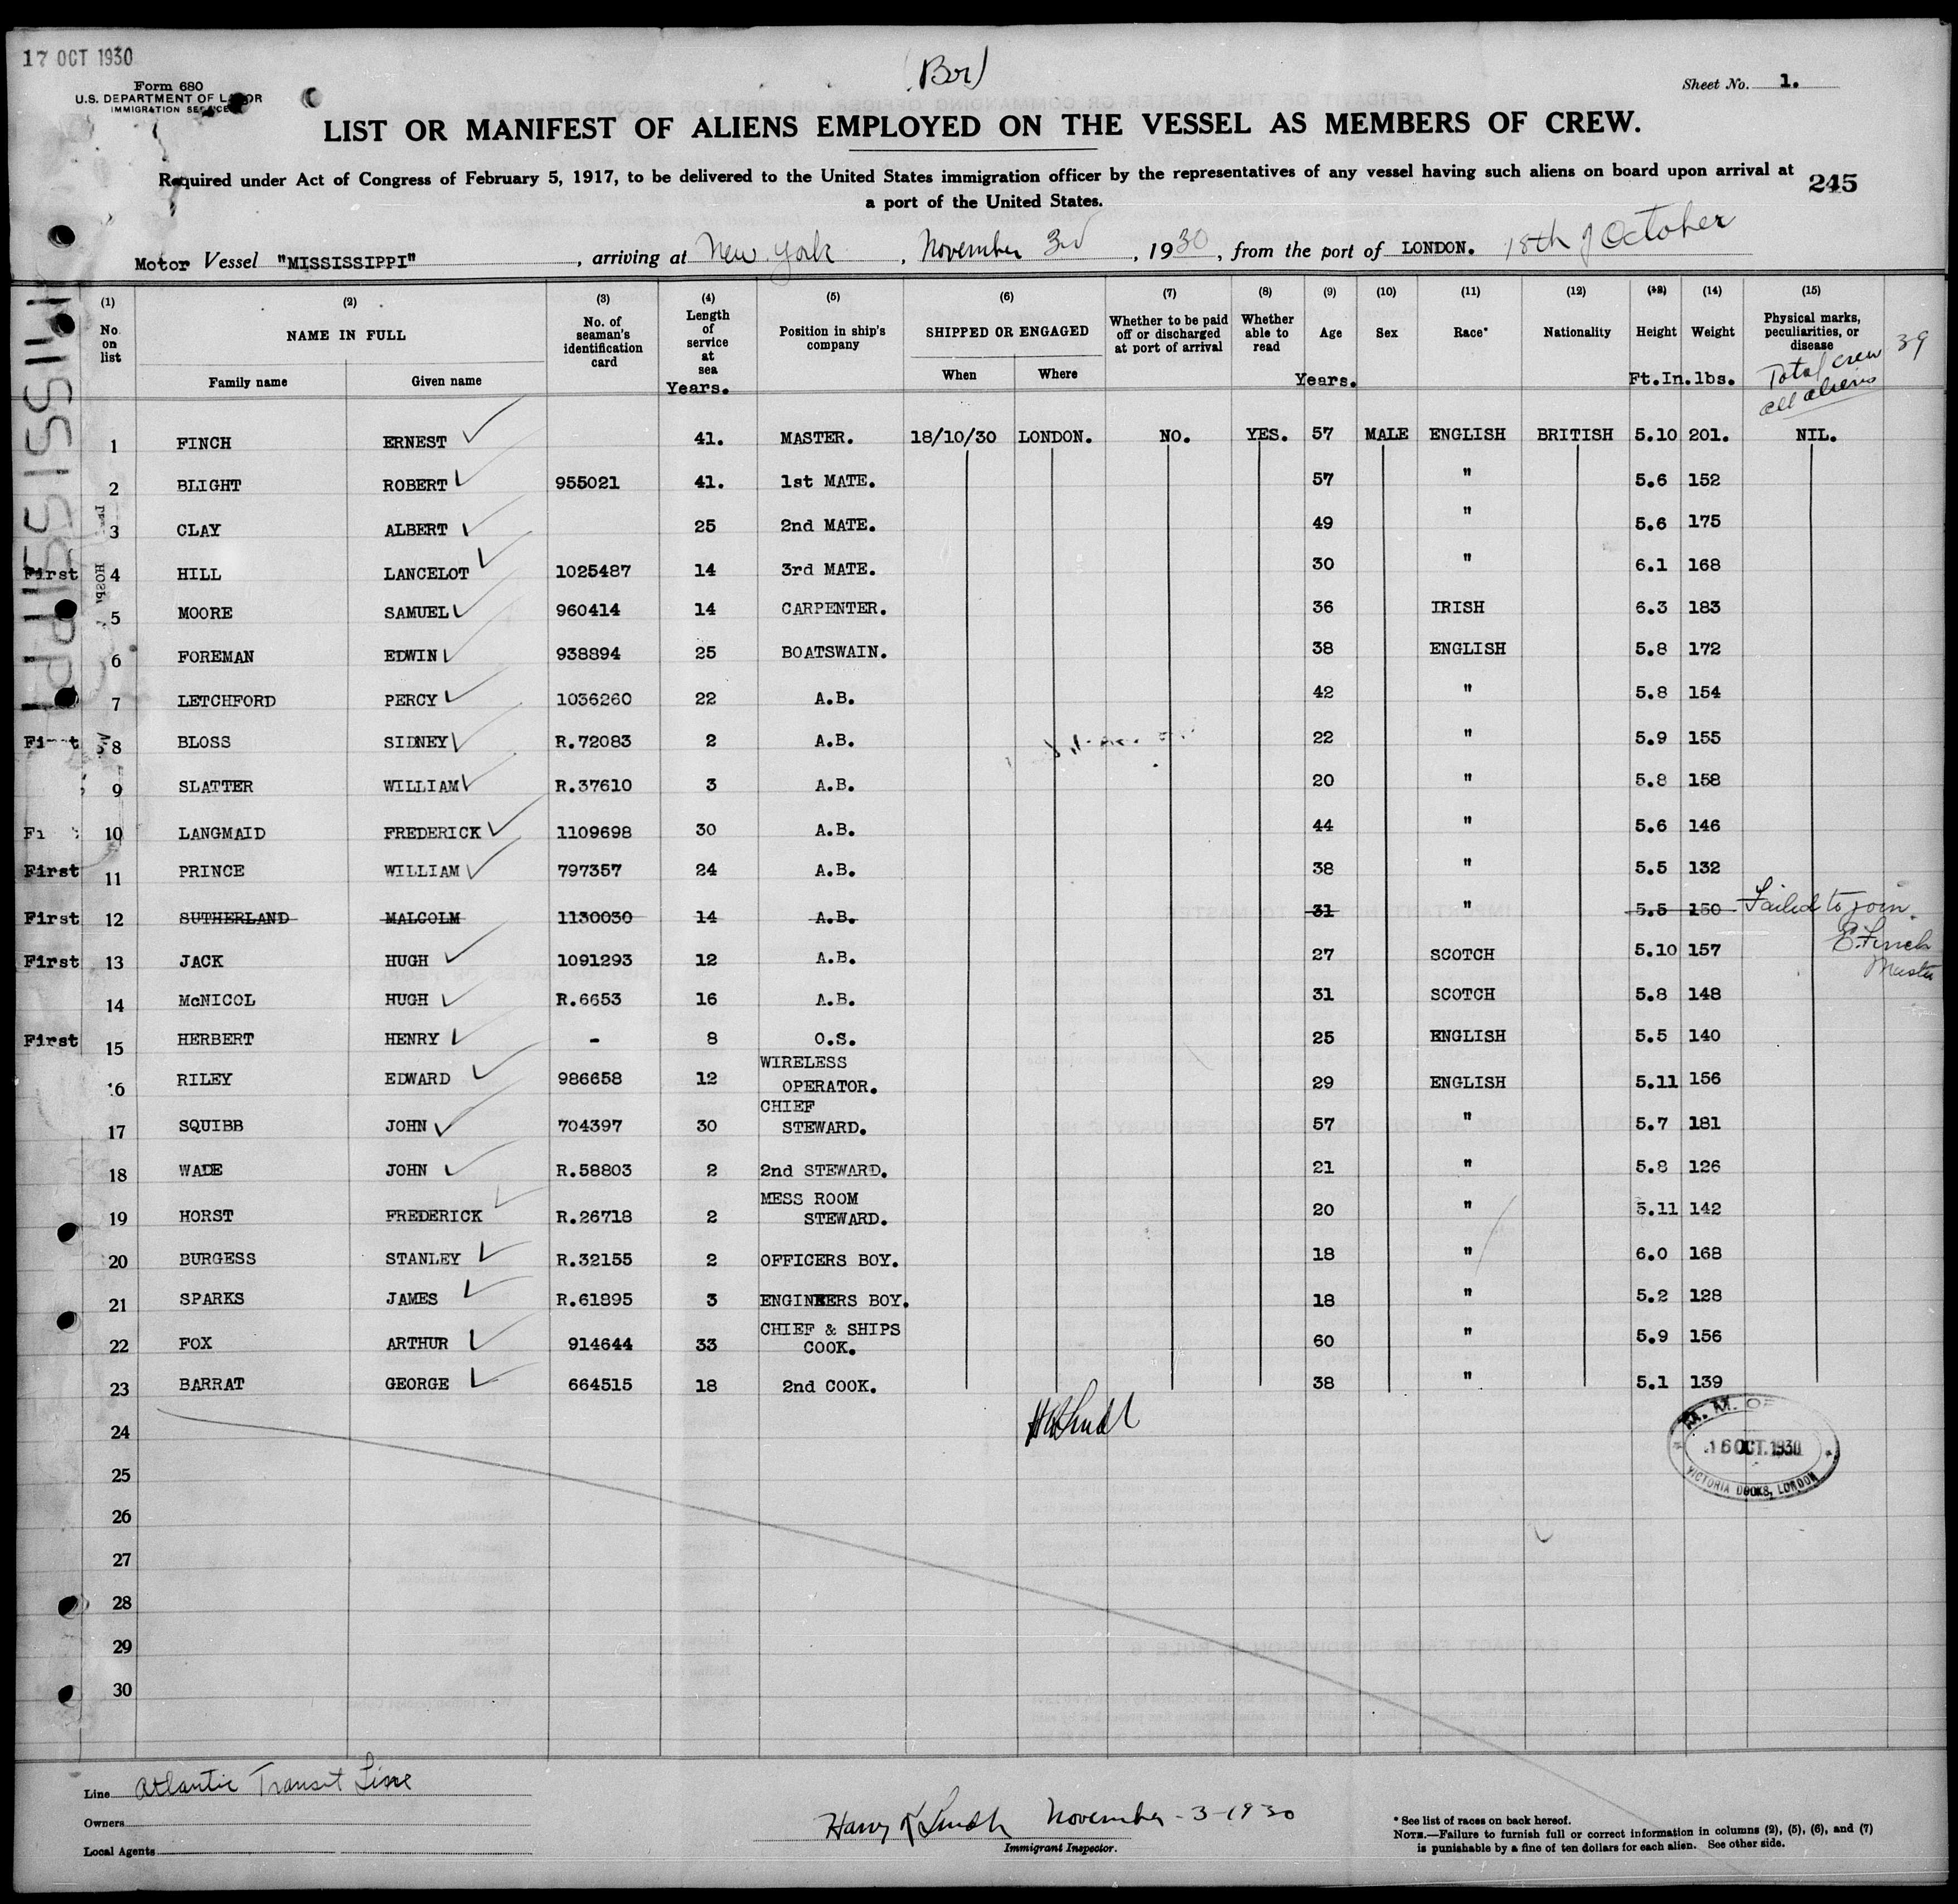 17 OCT 1930
(Br)
Form 680
U.S. DEPARTMENT OF LABOR
IMMIGRATION SERVICE
Sheet No. 1.
LIST OR MANIFEST OF ALIENS EMPLOYED ON THE VESSEL AS MEMBERS OF CREW.
Required under Act of Congress of February 5, 1917, to be delivered to the United States immigration officer by the representatives of any vessel having such aliens on board upon arrival at
a port of the United States.
245
Motor Vessel "MISSISSIPPI", arriving at New York, November 3rd, 1930, from the port of LONDON. 18th of October
MISSISSIPPI
(1) (2) (3) (4) (5) (6) (7) (8) (9) (10) (11) (12) (13) (14) (15)
No. on list NAME IN FULL Family name Given name No. of seaman's identification card Length of service at sea Years. Position in ship's company SHIPPED OR ENGAGED When Where Whether to be paid off or discharged at port of arrival Whether able to read Age Years. Sex Race* Nationality Height Ft.In. Weight lbs. Physical marks, peculiarities, or disease
Total crew 39
all aliens
1 FINCH ERNEST 41. MASTER. 18/10/30 LONDON. NO. YES. 57 MALE ENGLISH BRITISH 5.10 201. NIL.
2 BLIGHT ROBERT 955021 41. 1st MATE. 57 " 5.6 152
3 CLAY ALBERT 25 2nd MATE. 49 " 5.6 175
First 4 HILL LANCELOT 1025487 14 3rd MATE. 30 " 6.1 168
5 MOORE SAMUEL 960414 14 CARPENTER. 36 IRISH 6.3 183
6 FOREMAN EDWIN 938894 25 BOATSWAIN. 38 ENGLISH 5.8 172
7 LETCHFORD PERCY 1036260 22 A.B. 42 " 5.8 154
First 8 BLOSS SIDNEY R.72083 2 A.B. 22 " 5.9 155
9 SLATTER WILLIAM R.37610 3 A.B. 20 " 5.8 158
10 LANGMAID FREDERICK 1109698 30 A.B. 44 " 5.6 146
First 11 PRINCE WILLIAM 797357 24 A.B. 38 " 5.5 132
First 12 SUTHERLAND MALCOLM 1130030 14 A.B. 31 " 5.5 150 Failed to join.
E. Finch
Master
First 13 JACK HUGH 1091293 12 A.B. 27 SCOTCH 5.10 157
14 McNICOL HUGH R.6653 16 A.B. 31 SCOTCH 5.8 148
First 15 HERBERT HENRY - 8 O.S. 25 ENGLISH 5.5 140
16 RILEY EDWARD 986658 12 WIRELESS OPERATOR. 29 ENGLISH 5.11 156
17 SQUIBB JOHN 704397 30 CHIEF STEWARD. 57 " 5.7 181
18 WADE JOHN R.58803 2 2nd STEWARD. 21 " 5.8 126
19 HORST FREDERICK R.26718 2 MESS ROOM STEWARD. 20 " 5.11 142
20 BURGESS STANLEY R.32155 2 OFFICERS BOY. 18 " 6.0 168
21 SPARKS JAMES R.61895 3 ENGINEERS BOY. 18 " 5.2 128
22 FOX ARTHUR 914644 33 CHIEF & SHIPS COOK. 60 " 5.9 156
23 BARRAT GEORGE 664515 18 2nd COOK. 38 " 5.1 139
24
25
26
27
28
29
30
M. M. OF
16 OCT. 1930
VICTORIA DOCKS, LONDON
Line Atlantic Transit Line
Owners
Local Agents
November - 3 - 1930
Immigrant Inspector.
* See list of races on back hereof.
NOTE.—Failure to furnish full or correct information in columns (2), (5), (6), and (7)
is punishable by a fine of ten dollars for each alien. See other side.